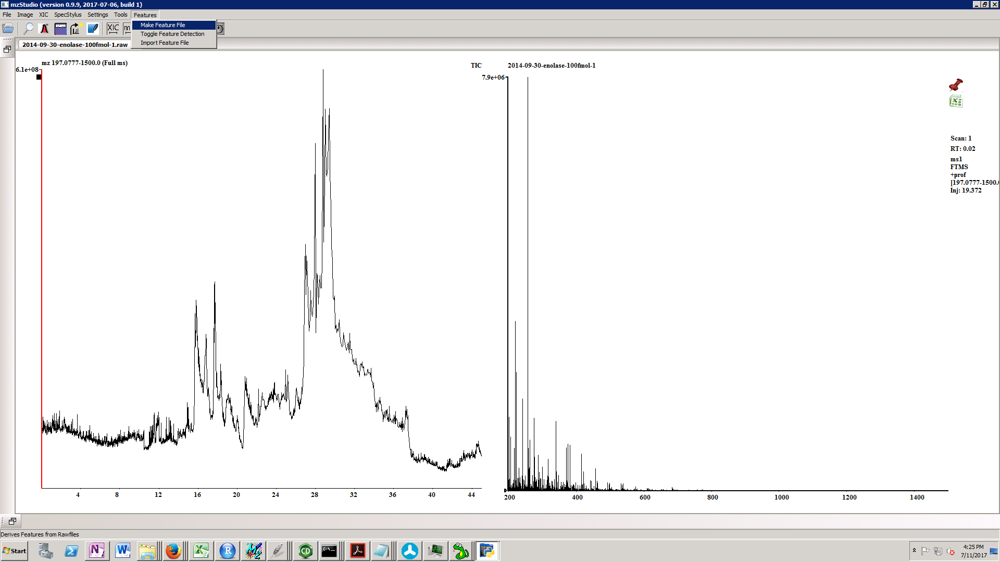 mzStudio (version 0.9.9, 2017-07-06, build 1)
File Image XIC SpecStylus Settings Tools Features
Make Feature File
Toggle Feature Detection
Import Feature File
XIC m
2014-09-30-enolase-100fmol-1.raw
mz 197.0777-1500.0 (Full ms)
6.1e+08
TIC
4 8 12 16 20 24 28 32 36 40 44
2014-09-30-enolase-100fmol-1
7.9e+06
200 400 600 800 1000 1200 1400
Scan: 1
RT: 0.02
ms1
FTMS
+prof
[197.0777-1500.
Inj: 19.372
Derives Features from Rawfiles
Start
N
W
X
R
CD
C:\
4:25 PM
7/11/2017